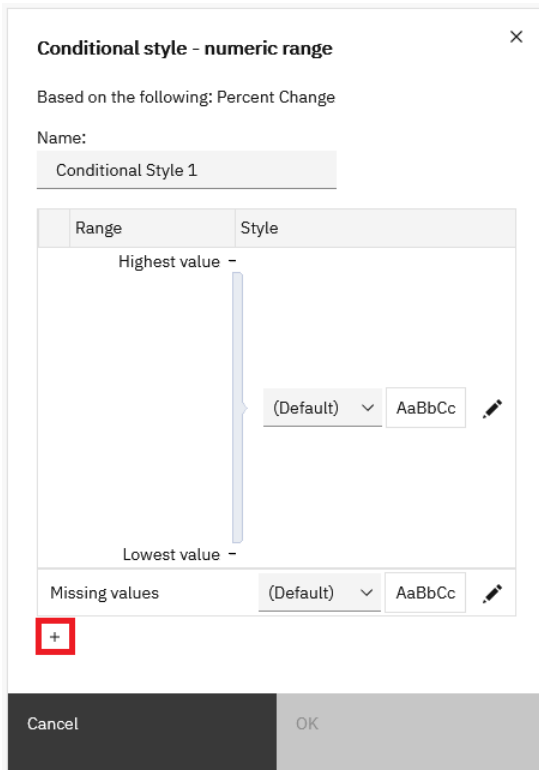 Conditional style - numeric range
Based on the following: Percent Change
Name:
Conditional Style 1
Range Style
Highest value -
(Default) AaBbCc
Lowest value -
Missing values (Default) AaBbCc
+
Cancel OK